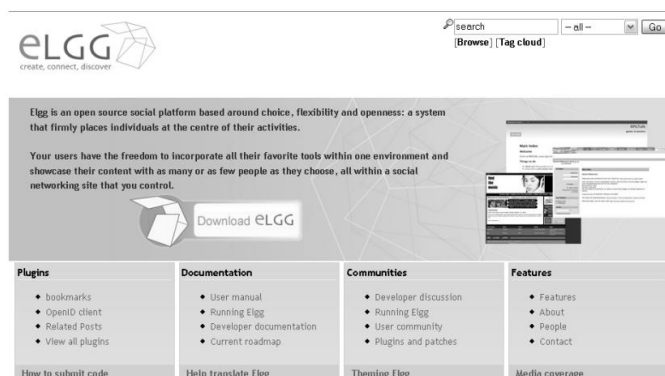 search
-- all --
Go
[Browse] [Tag cloud]
eLGG
create, connect, discover
Elgg is an open source social platform based around choice, flexibility and openness: a system
that firmly places individuals at the centre of their activities.
Your users have the freedom to incorporate all their favorite tools within one environment and
showcase their content with as many or as few people as they choose, all within a social
networking site that you control.
Download eLGG
Plugins
bookmarks
OpenID client
Related Posts
View all plugins
How to submit code
Documentation
User manual
Running Elgg
Developer documentation
Current roadmap
Help translate Elgg
Communities
Developer discussion
Running Elgg
User community
Plugins and patches
Theming Elgg
Features
Features
About
People
Contact
Media coverage